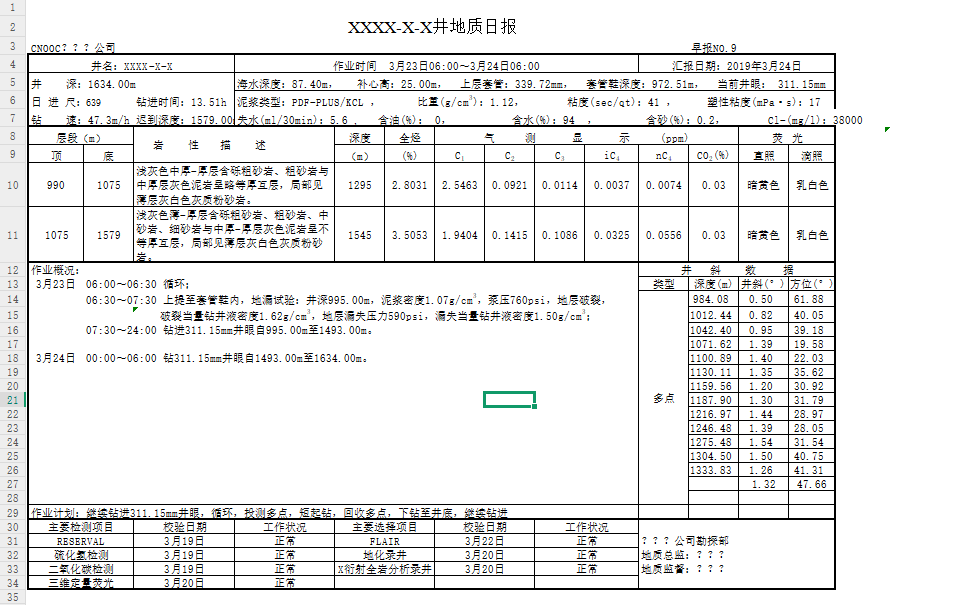 XXXX-X-X井地质日报
CNOOC？？？公司 早报NO.9
井名：XXXX-X-X 作业时间 3月23日06:00～3月24日06:00 汇报日期：2019年3月24日
井 深：1634.00m 海水深度：87.40m， 补心高：25.00m， 上层套管：339.72mm， 套管鞋深度：972.51m， 当前井眼： 311.15mm
日 进 尺：639 钻进时间：13.51h 泥浆类型：PDF-PLUS/KCL ， 比重(g/cm³)：1.12， 粘度(sec/qt)：41 ， 塑性粘度(mPa·s)：17
钻 速：47.3m/h 迟到深度：1579.00 失水(ml/30min)：5.6 ， 含油(%)： 0， 含水(%)：94 ， 含砂(%)：0.2， Cl-(mg/l)：38000
层段(m) 岩 性 描 述 深度 全烃 气 测 显 示 (ppm) 荧 光
顶 底 (m) (%) C₁ C₂ C₃ iC₄ nC₄ CO₂(%) 直照 滴照
990 1075 浅灰色中厚-厚层含砾粗砂岩、粗砂岩与 1295 2.8031 2.5463 0.0921 0.0114 0.0037 0.0074 0.03 暗黄色 乳白色
中厚层灰色泥岩呈略等厚互层，局部见
薄层灰白色灰质粉砂岩。
1075 1579 浅灰色薄-厚层含砾粗砂岩、粗砂岩、中 1545 3.5053 1.9404 0.1415 0.1086 0.0325 0.0556 0.03 暗黄色 乳白色
砂岩、细砂岩与中厚-厚层灰色泥岩呈不
等厚互层，局部见薄层灰白色灰质粉砂
岩。
作业概况： 井 斜 数 据
3月23日 06:00～06:30 循环； 类型 深度(m) 井斜(°) 方位(°)
06:30～07:30 上提至套管鞋内，地漏试验：井深995.00m，泥浆密度1.07g/cm³，泵压760psi，地层破裂， 984.08 0.50 61.88
破裂当量钻井液密度1.62g/cm³，地层漏失压力590psi，漏失当量钻井液密度1.50g/cm³； 1012.44 0.82 40.05
07:30～24:00 钻进311.15mm井眼自995.00m至1493.00m。 1042.40 0.95 39.18
1071.62 1.39 19.58
3月24日 00:00～06:00 钻311.15mm井眼自1493.00m至1634.00m。 1100.89 1.40 22.03
1130.11 1.35 35.62
1159.56 1.20 30.92
多点 1187.90 1.30 31.79
1216.97 1.44 28.97
1246.48 1.39 28.05
1275.48 1.54 31.54
1304.50 1.50 40.75
1333.83 1.26 41.31
1.32 47.66
作业计划：继续钻进311.15mm井眼，循环，投测多点，短起钻，回收多点，下钻至井底，继续钻进
主要检测项目 校验日期 工作状况 主要选择项目 校验日期 工作状况
RESERVAL 3月19日 正常 FLAIR 3月22日 正常 ？？？公司勘探部
硫化氢检测 3月19日 正常 地化录井 3月20日 正常 地质总监：？？？
二氧化碳检测 3月19日 正常 X衍射全岩分析录井 3月20日 正常 地质监督：？？？
三维定量荧光 3月20日 正常